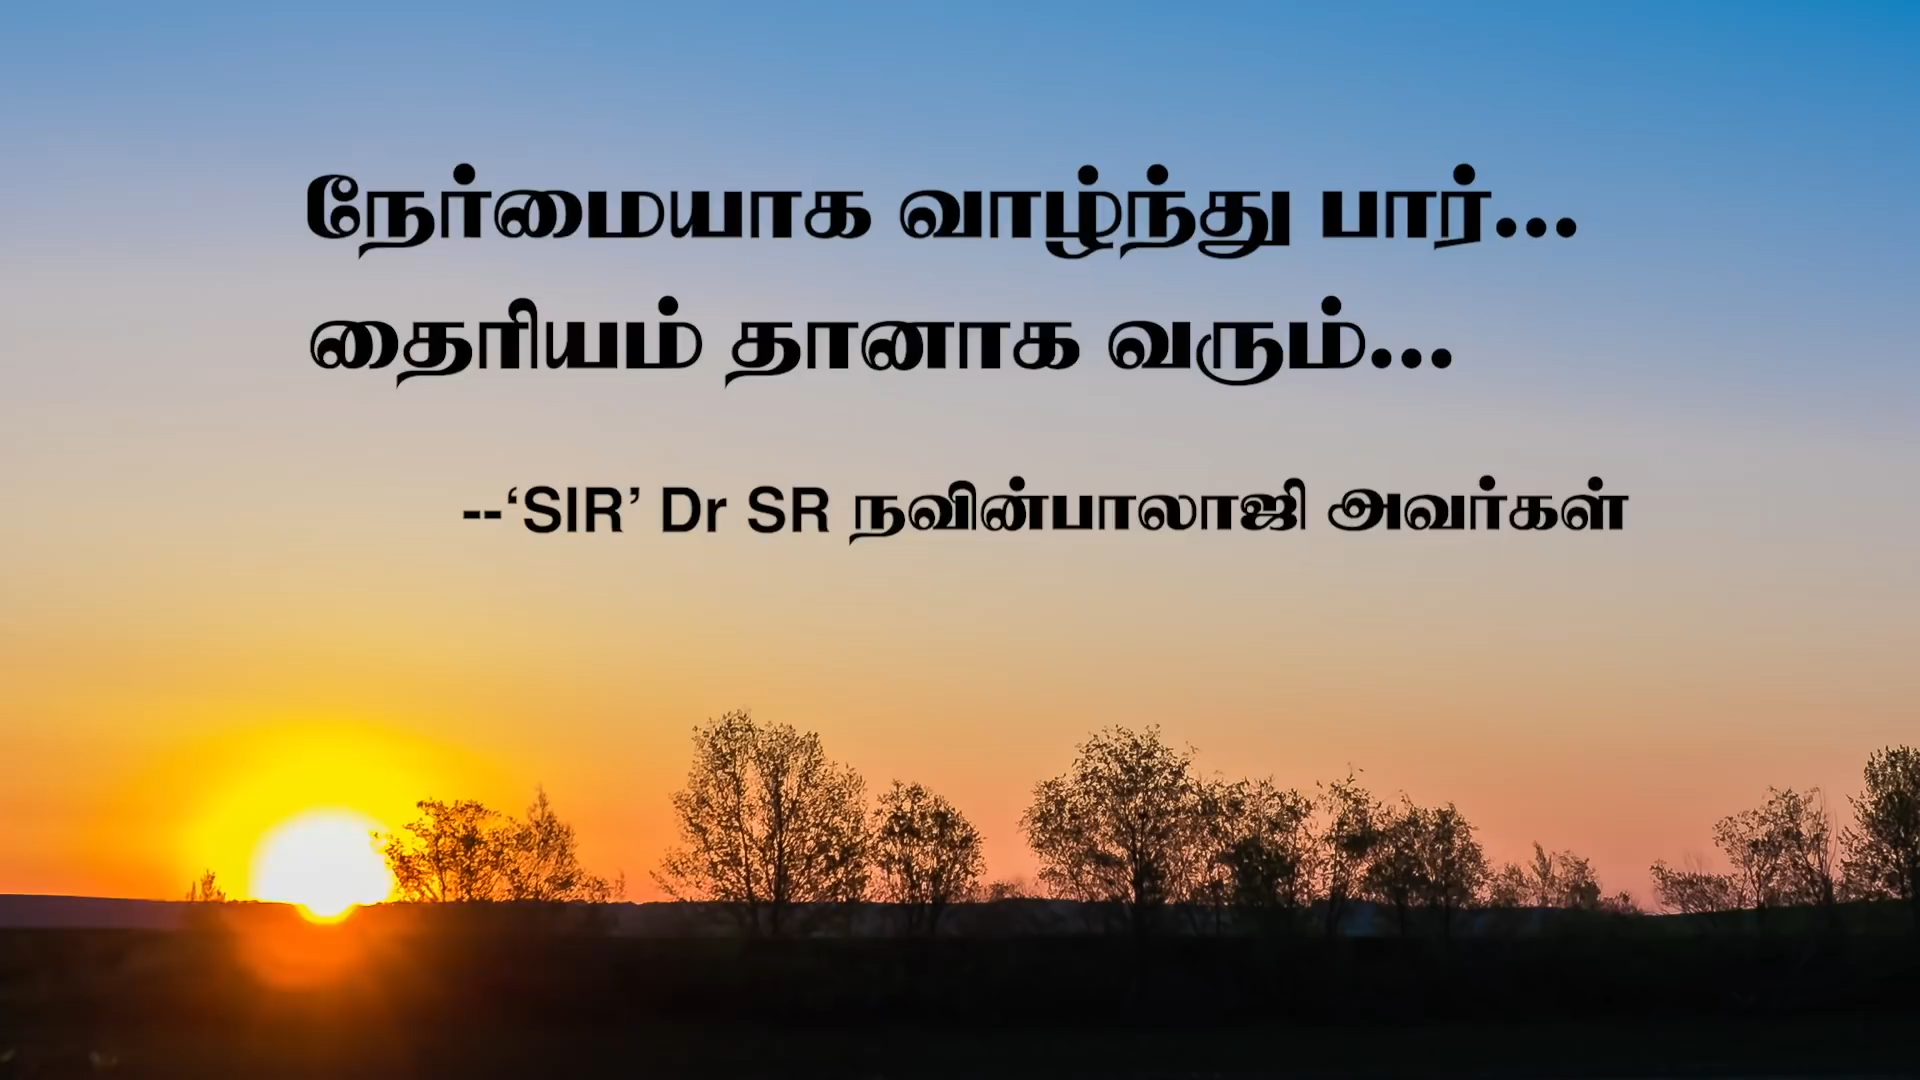 நேர்மையாக வாழ்ந்து பார்...
தைரியம் தானாக வரும்...
--‘SIR’ Dr SR நவின்பாலாஜி அவர்கள்